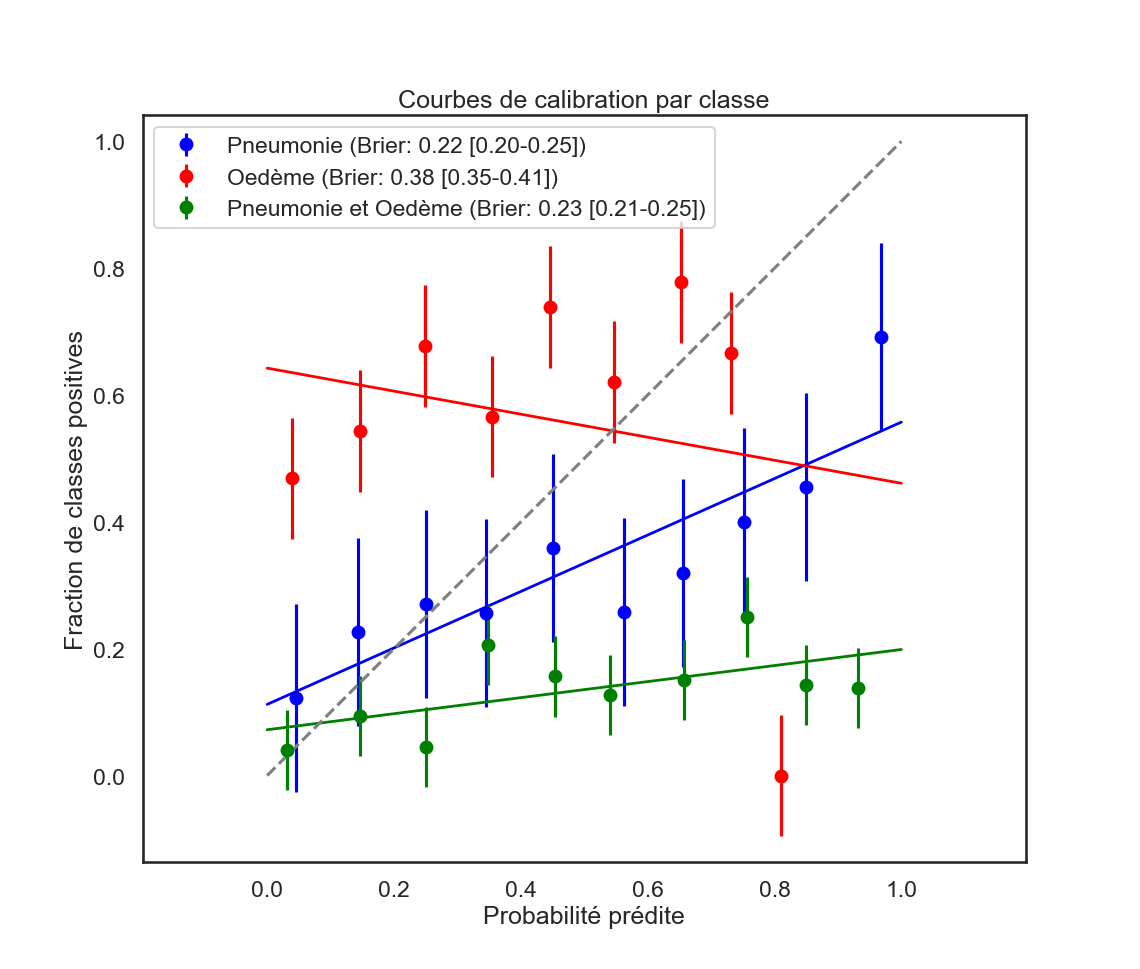 Courbes de calibration par classe
Pneumonie (Brier: 0.22 [0.20-0.25])
Oedème (Brier: 0.38 [0.35-0.41])
Pneumonie et Oedème (Brier: 0.23 [0.21-0.25])
Fraction de classes positives
1.0
0.8
0.6
0.4
0.2
0.0
0.0 0.2 0.4 0.6 0.8 1.0
Probabilité prédite